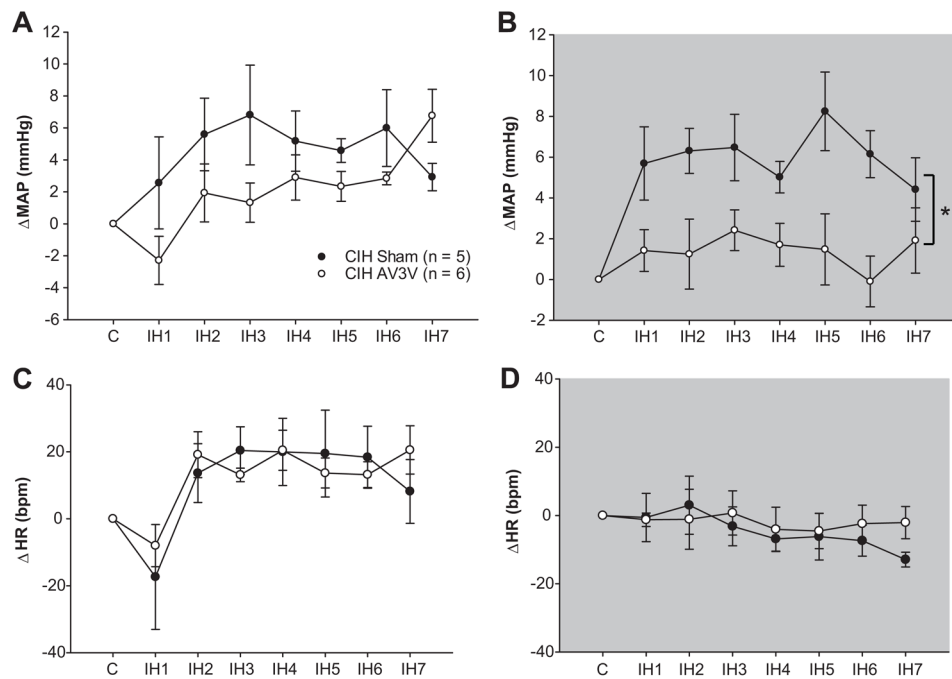 A
B
12
10
8
6
4
2
0
-2
-4
-6
ΔMAP (mmHg)
CIH Sham (n = 5)
CIH AV3V (n = 6)
C IH1 IH2 IH3 IH4 IH5 IH6 IH7
12
10
8
6
4
2
0
-2
ΔMAP (mmHg)
*
C IH1 IH2 IH3 IH4 IH5 IH6 IH7
C
D
40
20
0
-20
-40
ΔHR (bpm)
C IH1 IH2 IH3 IH4 IH5 IH6 IH7
40
20
0
-20
-40
ΔHR (bpm)
C IH1 IH2 IH3 IH4 IH5 IH6 IH7